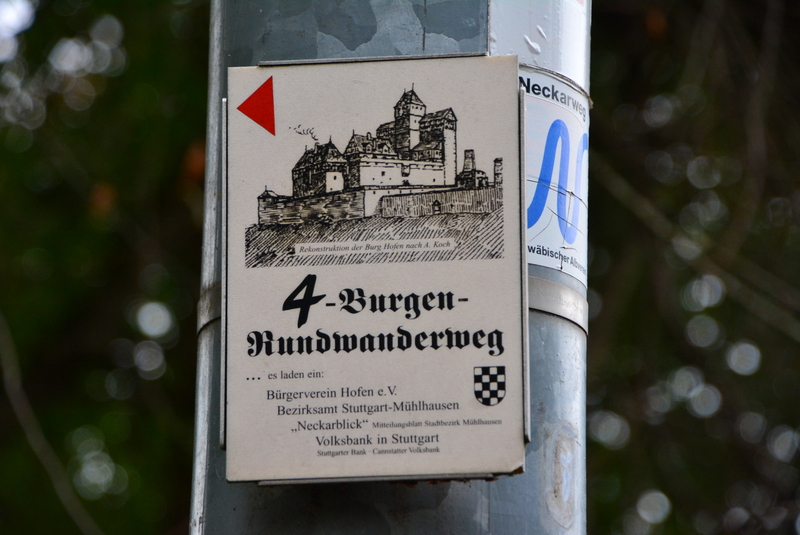 Rekonstruktion der Burg Hofen nach A. Koch
4-Burgen-
Rundwanderweg
... es laden ein:
Bürgerverein Hofen e.V.
Bezirksamt Stuttgart-Mühlhausen
„Neckarblick“ Mitteilungsblatt Stadtbezirk Mühlhausen
Volksbank in Stuttgart
Stuttgarter Bank · Cannstatter Volksbank
Neckarweg
wäbischer